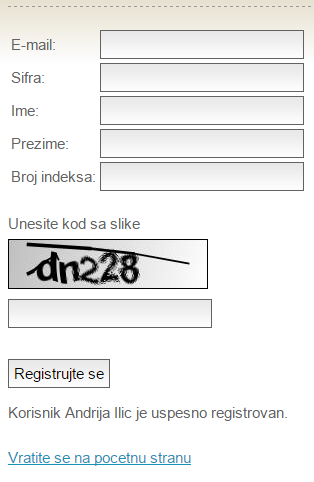 E-mail:
Sifra:
Ime:
Prezime:
Broj indeksa:
Unesite kod sa slike
dn228
Registrujte se
Korisnik Andrija Ilic je uspesno registrovan.
Vratite se na pocetnu stranu